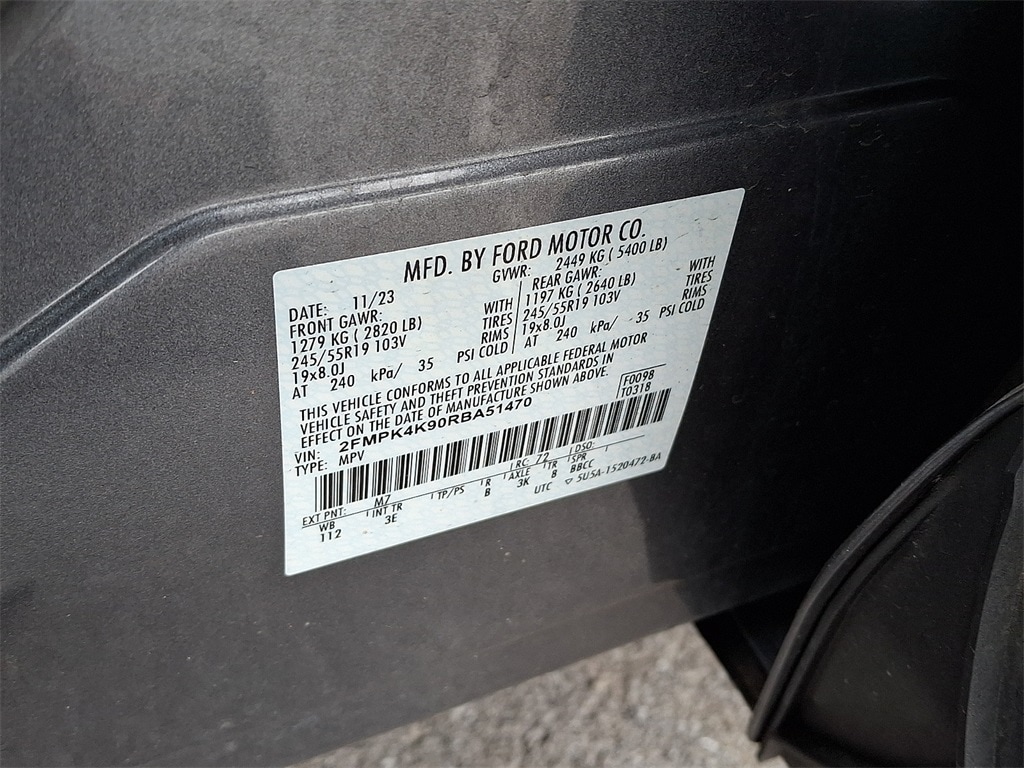 MFD. BY FORD MOTOR CO.
DATE: 11/23 GVWR: 2449 KG ( 5400 LB)
FRONT GAWR: WITH REAR GAWR: WITH
1279 KG ( 2820 LB) TIRES 1197 KG ( 2640 LB) TIRES
245/55R19 103V RIMS 245/55R19 103V RIMS
19x8.0J 19x8.0J
AT 240 kPa/ 35 PSI COLD AT 240 kPa/ 35 PSI COLD
THIS VEHICLE CONFORMS TO ALL APPLICABLE FEDERAL MOTOR
VEHICLE SAFETY AND THEFT PREVENTION STANDARDS IN
EFFECT ON THE DATE OF MANUFACTURE SHOWN ABOVE.
F0098
T0318
VIN: 2FMPK4K90RBA51470
TYPE: MPV
EXT PNT: M7 RC: 72 DSO:
WB INT TR TP/PS R AXLE TR SPR
112 3E B 3K B BBCC
UTC ▽ 5U5A-1520472-BA